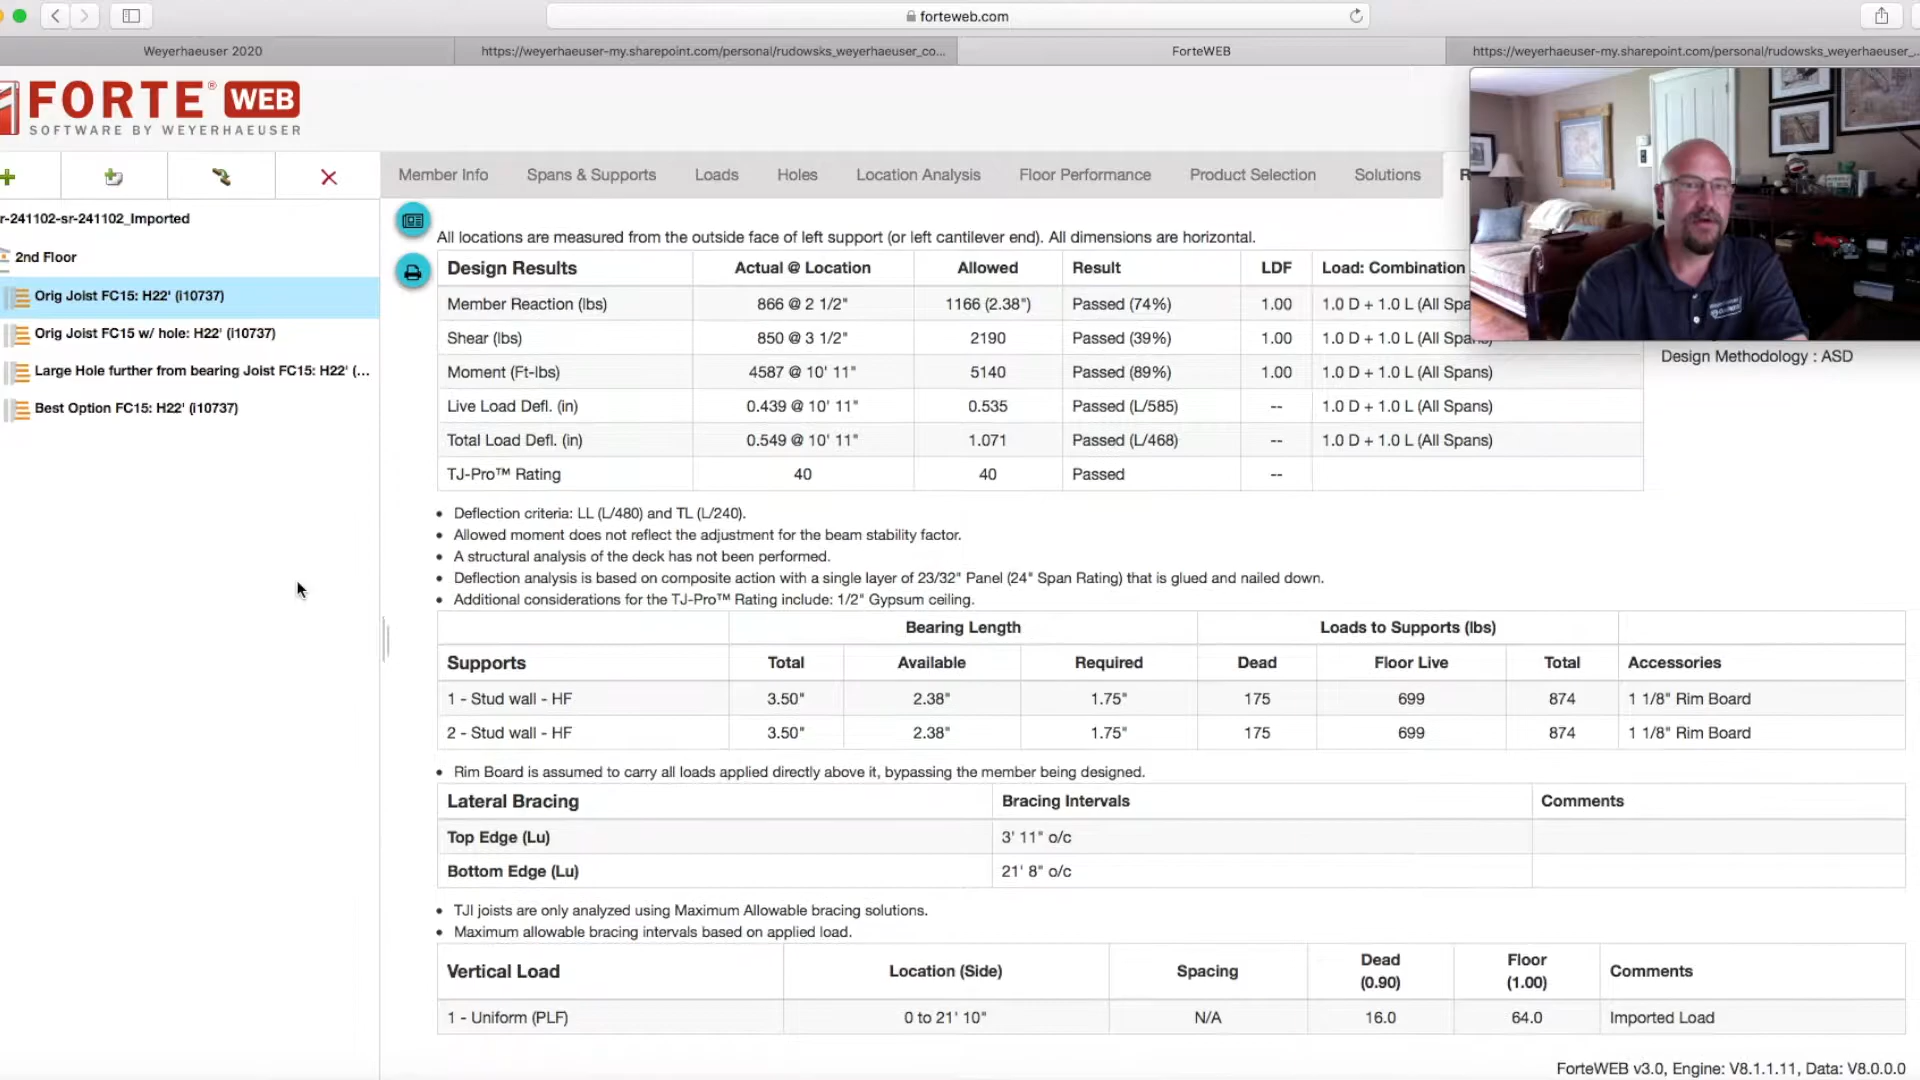 forteweb.com
Weyerhaeuser 2020
https://weyerhaeuser-my.sharepoint.com/personal/rudowsks_weyerhaeuser_co...
ForteWEB
https://weyerhaeuser-my.sharepoint.com/personal/rudowsks_weyerhaeuser_...
FORTE® WEB
SOFTWARE BY WEYERHAEUSER
Member Info Spans & Supports Loads Holes Location Analysis Floor Performance Product Selection Solutions R
r-241102-sr-241102_Imported
2nd Floor
Orig Joist FC15: H22' (i10737)
Orig Joist FC15 w/ hole: H22' (i10737)
Large Hole further from bearing Joist FC15: H22' (...
Best Option FC15: H22' (i10737)
All locations are measured from the outside face of left support (or left cantilever end). All dimensions are horizontal.
Design Results Actual @ Location Allowed Result LDF Load: Combination
Member Reaction (lbs) 866 @ 2 1/2" 1166 (2.38") Passed (74%) 1.00 1.0 D + 1.0 L (All Spa
Shear (lbs) 850 @ 3 1/2" 2190 Passed (39%) 1.00 1.0 D + 1.0 L (All Spa
Moment (Ft-lbs) 4587 @ 10' 11" 5140 Passed (89%) 1.00 1.0 D + 1.0 L (All Spans)
Live Load Defl. (in) 0.439 @ 10' 11" 0.535 Passed (L/585) -- 1.0 D + 1.0 L (All Spans)
Total Load Defl. (in) 0.549 @ 10' 11" 1.071 Passed (L/468) -- 1.0 D + 1.0 L (All Spans)
TJ-Pro™ Rating 40 40 Passed --
Design Methodology : ASD
• Deflection criteria: LL (L/480) and TL (L/240).
• Allowed moment does not reflect the adjustment for the beam stability factor.
• A structural analysis of the deck has not been performed.
• Deflection analysis is based on composite action with a single layer of 23/32" Panel (24" Span Rating) that is glued and nailed down.
• Additional considerations for the TJ-Pro™ Rating include: 1/2" Gypsum ceiling.
Bearing Length Loads to Supports (lbs)
Supports Total Available Required Dead Floor Live Total Accessories
1 - Stud wall - HF 3.50" 2.38" 1.75" 175 699 874 1 1/8" Rim Board
2 - Stud wall - HF 3.50" 2.38" 1.75" 175 699 874 1 1/8" Rim Board
• Rim Board is assumed to carry all loads applied directly above it, bypassing the member being designed.
Lateral Bracing Bracing Intervals Comments
Top Edge (Lu) 3' 11" o/c
Bottom Edge (Lu) 21' 8" o/c
• TJI joists are only analyzed using Maximum Allowable bracing solutions.
• Maximum allowable bracing intervals based on applied load.
Vertical Load Location (Side) Spacing Dead (0.90) Floor (1.00) Comments
1 - Uniform (PLF) 0 to 21' 10" N/A 16.0 64.0 Imported Load
ForteWEB v3.0, Engine: V8.1.1.11, Data: V8.0.0.0